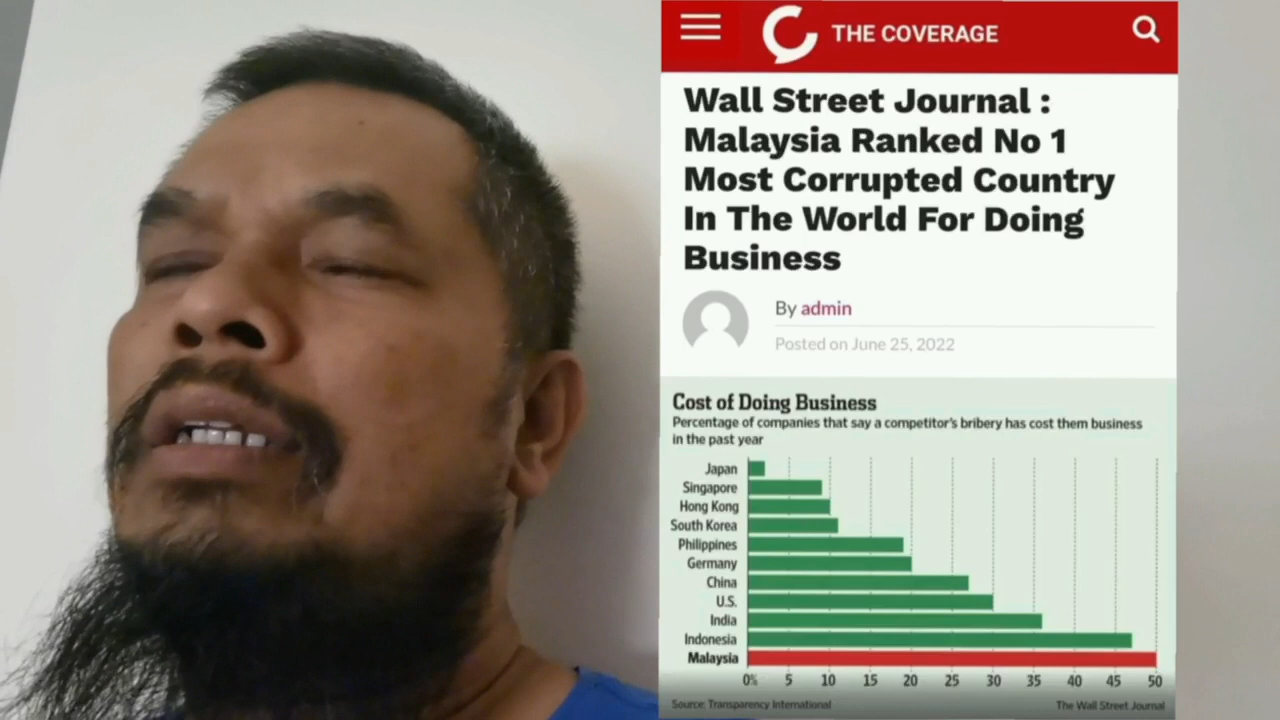 THE COVERAGE
Wall Street Journal :
Malaysia Ranked No 1
Most Corrupted Country
In The World For Doing
Business
By admin
Posted on June 25, 2022
Cost of Doing Business
Percentage of companies that say a competitor's bribery has cost them business
in the past year
Japan
Singapore
Hong Kong
South Korea
Philippines
Germany
China
U.S.
India
Indonesia
Malaysia
0% 5 10 15 20 25 30 35 40 45 50
Source: Transparency International The Wall Street Journal